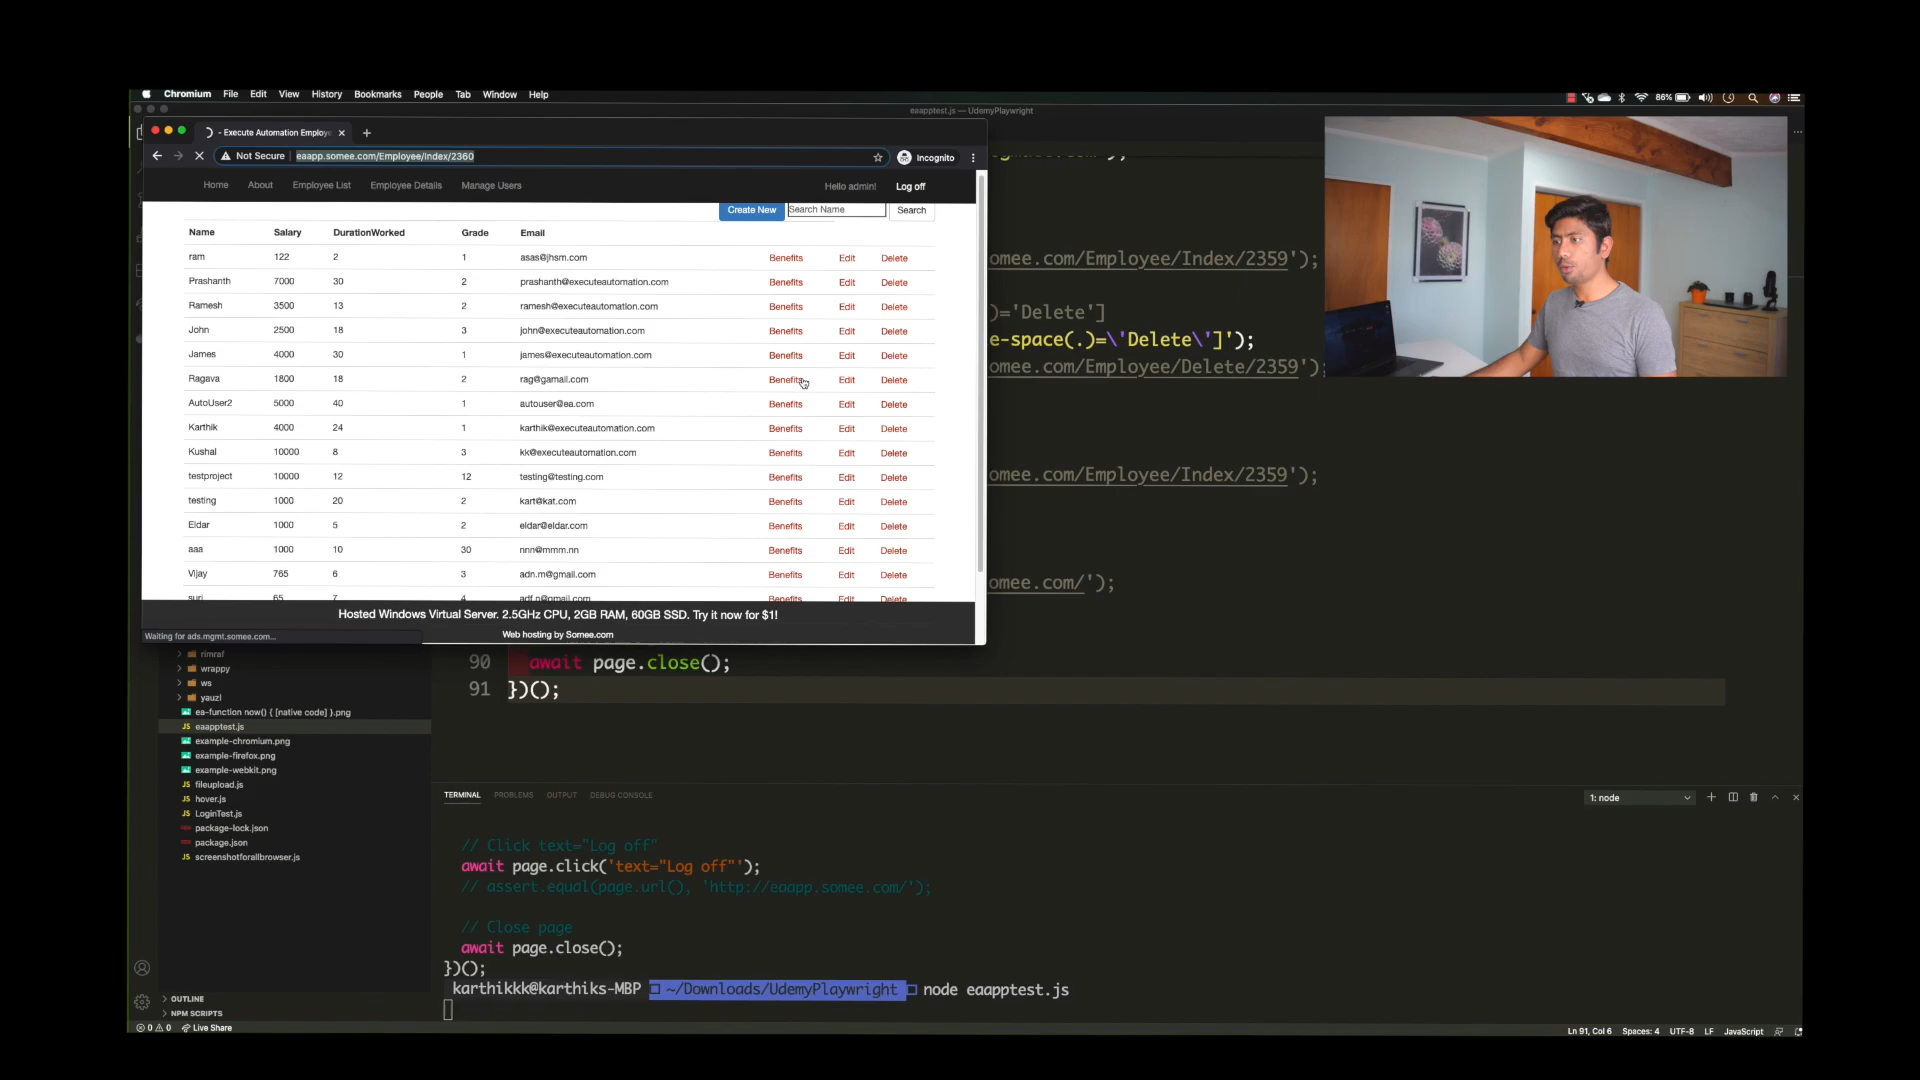 Chromium File Edit View History Bookmarks People Tab Window Help
86%
eaapptest.js — UdemyPlaywright
- Execute Automation Employe
Not Secure eaapp.somee.com/Employee/Index/2360
Incognito
Home About Employee List Employee Details Manage Users Hello admin! Log off
Create New Search Name Search
Name Salary DurationWorked Grade Email
ram 122 2 1 asas@jhsm.com Benefits Edit Delete
Prashanth 7000 30 2 prashanth@executeautomation.com Benefits Edit Delete
Ramesh 3500 13 2 ramesh@executeautomation.com Benefits Edit Delete
John 2500 18 3 john@executeautomation.com Benefits Edit Delete
James 4000 30 1 james@executeautomation.com Benefits Edit Delete
Ragava 1800 18 2 rag@gamail.com Benefits Edit Delete
AutoUser2 5000 40 1 autouser@ea.com Benefits Edit Delete
Karthik 4000 24 1 karthik@executeautomation.com Benefits Edit Delete
Kushal 10000 8 3 kk@executeautomation.com Benefits Edit Delete
testproject 10000 12 12 testing@testing.com Benefits Edit Delete
testing 1000 20 2 kart@kat.com Benefits Edit Delete
Eldar 1000 5 2 eldar@eldar.com Benefits Edit Delete
aaa 1000 10 30 nnn@mmm.nn Benefits Edit Delete
Vijay 765 6 3 adn.m@gmail.com Benefits Edit Delete
suri 65 7 4 adf.n@gmail.com Benefits Edit Delete
Hosted Windows Virtual Server. 2.5GHz CPU, 2GB RAM, 60GB SSD. Try it now for $1!
Waiting for ads.mgmt.somee.com...
Web hosting by Somee.com
omee.com/Employee/Index/2359');
)='Delete']
e-space(.)=\'Delete\']');
omee.com/Employee/Delete/2359');
omee.com/Employee/Index/2359');
omee.com/');
90 await page.close();
91 })();
rimraf
wrappy
ws
yauzl
ea-function now() { [native code] }.png
eaapptest.js
example-chromium.png
example-firefox.png
example-webkit.png
fileupload.js
hover.js
LoginTest.js
package-lock.json
package.json
screenshotforallbrowser.js
OUTLINE
NPM SCRIPTS
TERMINAL PROBLEMS OUTPUT DEBUG CONSOLE
1: node
// Click text="Log off"
await page.click('text="Log off"');
// assert.equal(page.url(), 'http://eaapp.somee.com/');
// Close page
await page.close();
})();
karthikkk@karthiks-MBP ~/Downloads/UdemyPlaywright node eaapptest.js
0 0 Live Share
Ln 91, Col 6 Spaces: 4 UTF-8 LF JavaScript